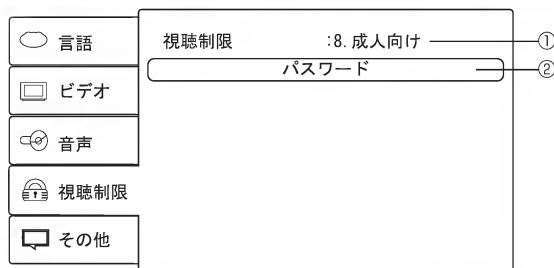 言語
ビデオ
音声
視聴制限
その他
視聴制限 :8. 成人向け ①
パスワード ②